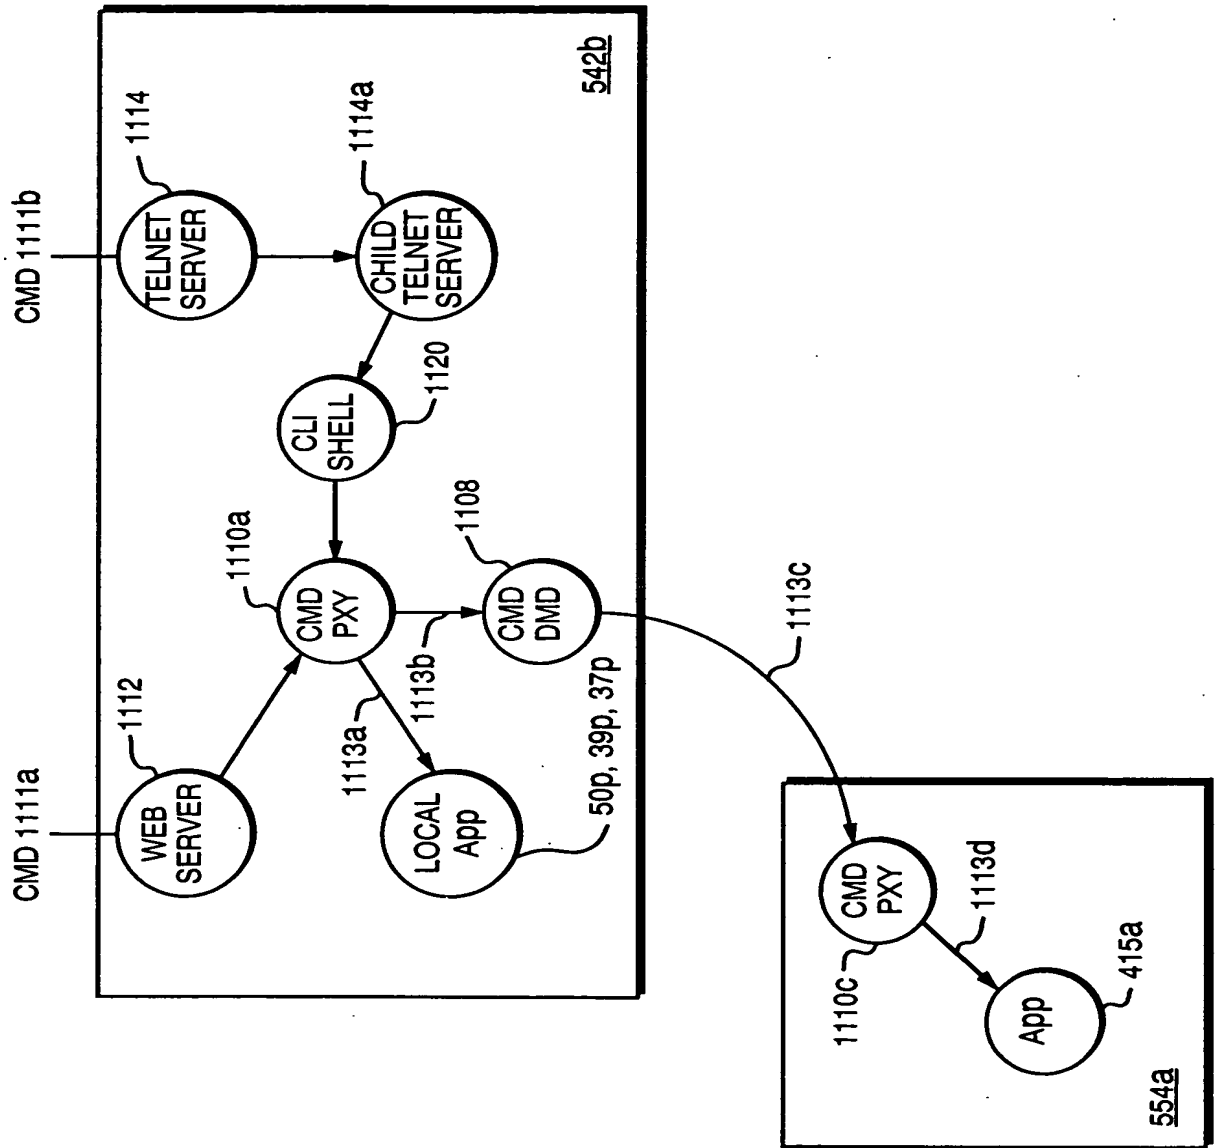 CMD 1111a
CMD 1111b
1112
WEB
SERVER
1114
TELNET
SERVER
1110a
CMD
PXY
CLI
SHELL
1120
1114a
CHILD
TELNET
SERVER
1113a
1113b
1108
LOCAL
App
CMD
DMD
50p, 39p, 37p
542b
1113c
CMD
PXY
1110c
1113d
App
415a
554a